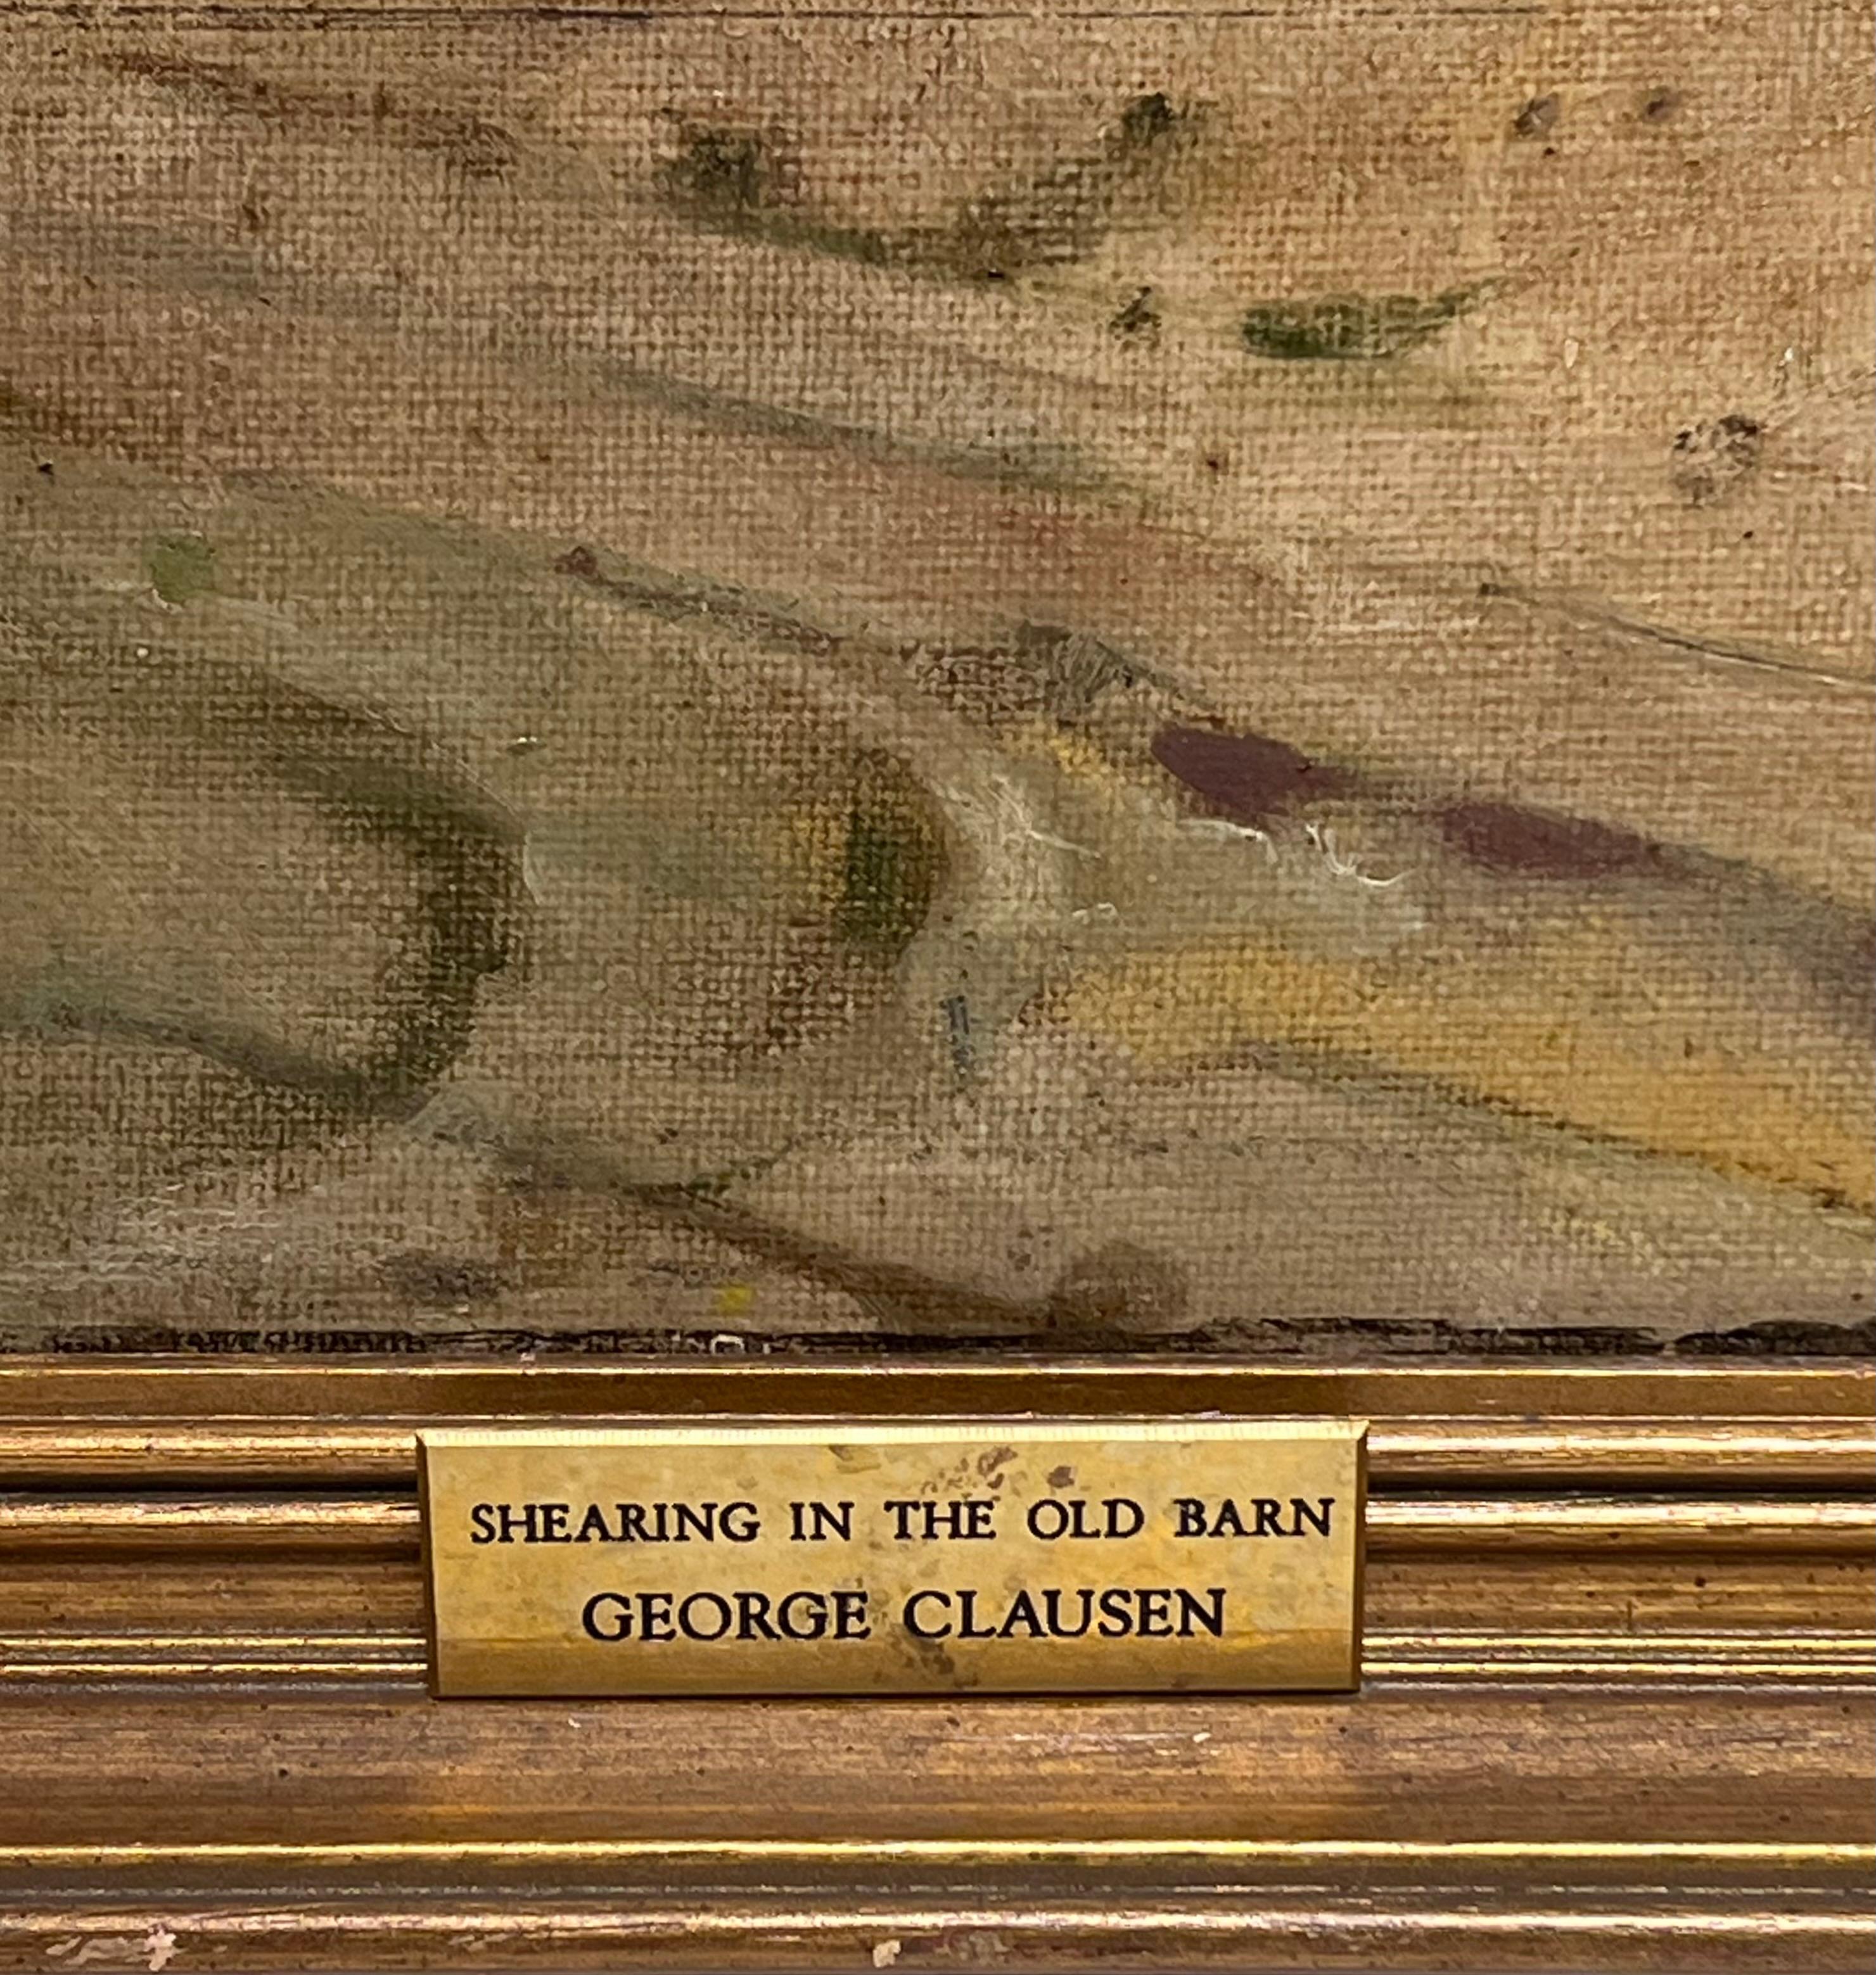 SHEARING IN THE OLD BARN
GEORGE CLAUSEN